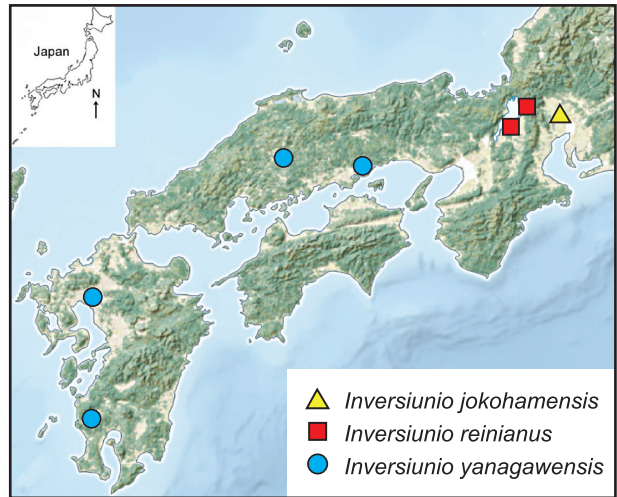 Japan
N
Inversiunio jokohamensis
Inversiunio reinianus
Inversiunio yanagawensis